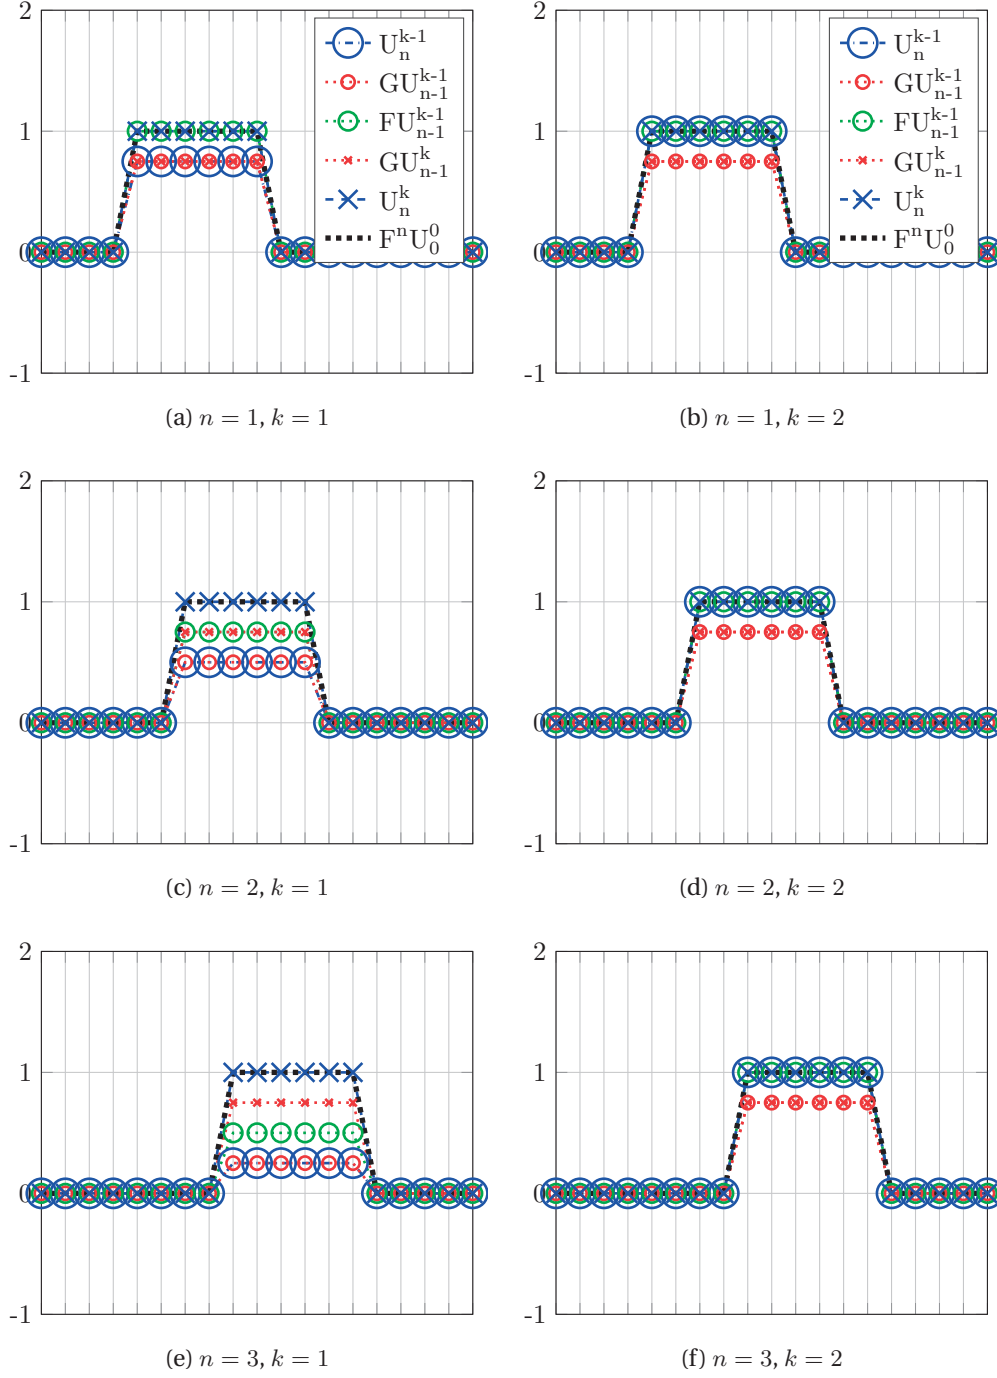 2
1
0
-1
U_n^{k-1}
GU_{n-1}^{k-1}
FU_{n-1}^{k-1}
GU_{n-1}^k
U_n^k
F^n U_0^0
(a) n = 1, k = 1
2
1
0
-1
U_n^{k-1}
GU_{n-1}^{k-1}
FU_{n-1}^{k-1}
GU_{n-1}^k
U_n^k
F^n U_0^0
(b) n = 1, k = 2
2
1
0
-1
(c) n = 2, k = 1
2
1
0
-1
(d) n = 2, k = 2
2
1
0
-1
(e) n = 3, k = 1
2
1
0
-1
(f) n = 3, k = 2